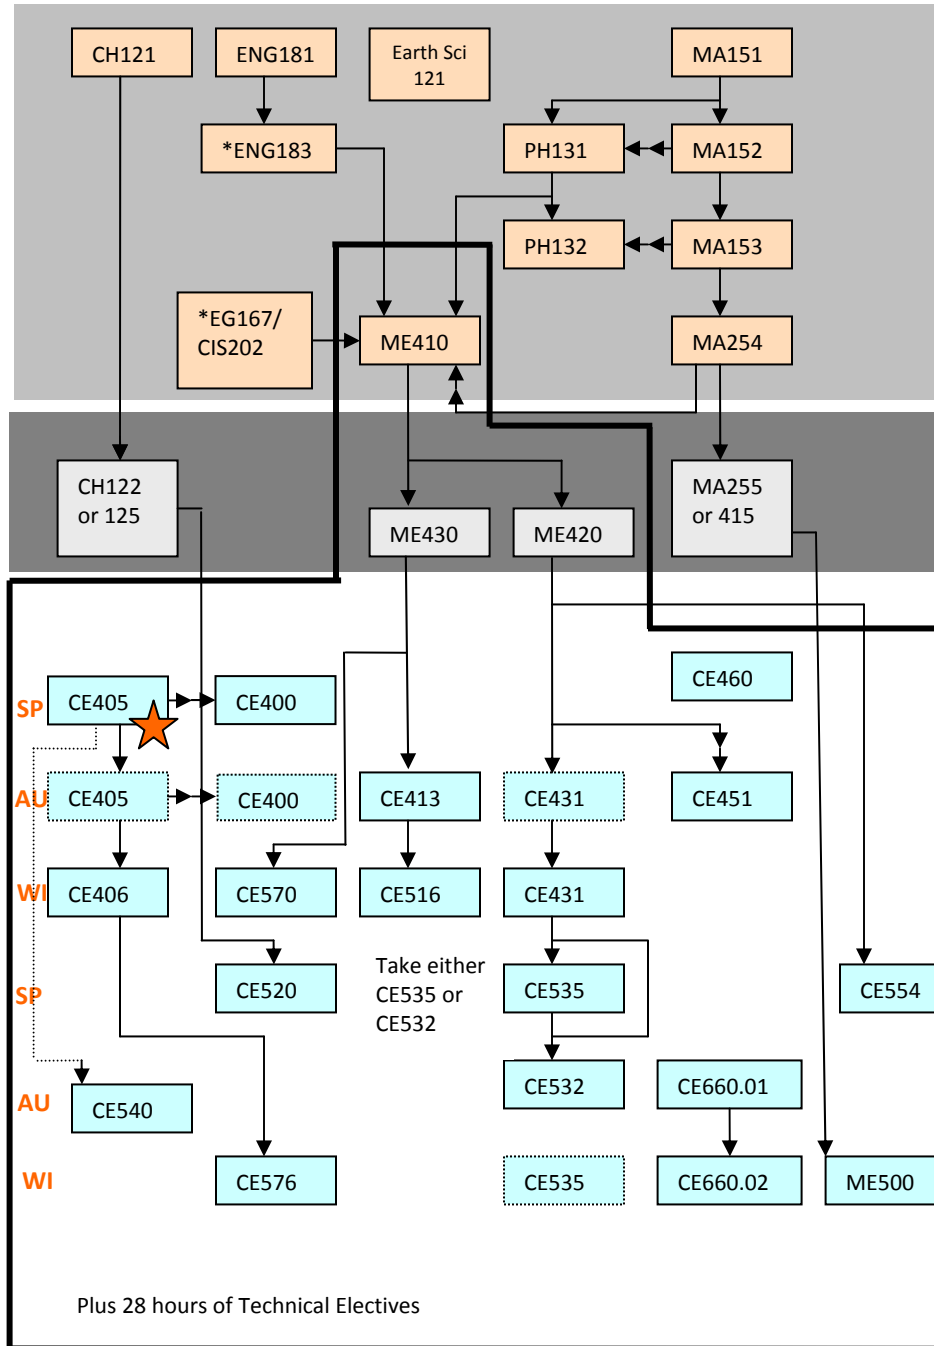 CH121
ENG181
Earth Sci
121
MA151
*ENG183
PH131
MA152
PH132
MA153
*EG167/
CIS202
ME410
MA254
CH122
or 125
ME430
ME420
MA255
or 415
SP
CE405
CE400
CE460
AU
CE405
CE400
CE413
CE431
CE451
WI
CE406
CE570
CE516
CE431
SP
CE520
Take either
CE535 or
CE532
CE535
CE554
AU
CE540
CE532
CE660.01
WI
CE576
CE535
CE660.02
ME500
Plus 28 hours of Technical Electives